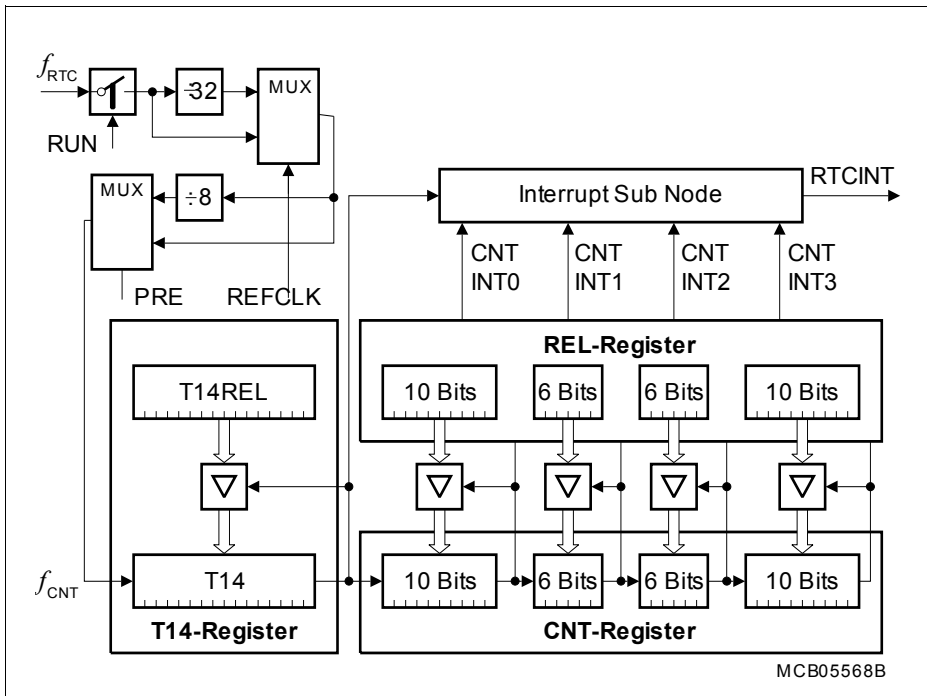 fRTC
RUN
÷32
MUX
MUX
÷8
PRE
REFCLK
Interrupt Sub Node
RTCINT
CNT INT0
CNT INT1
CNT INT2
CNT INT3
REL-Register
T14REL
10 Bits
6 Bits
6 Bits
10 Bits
fCNT
T14
10 Bits
6 Bits
6 Bits
10 Bits
T14-Register
CNT-Register
MCB05568B